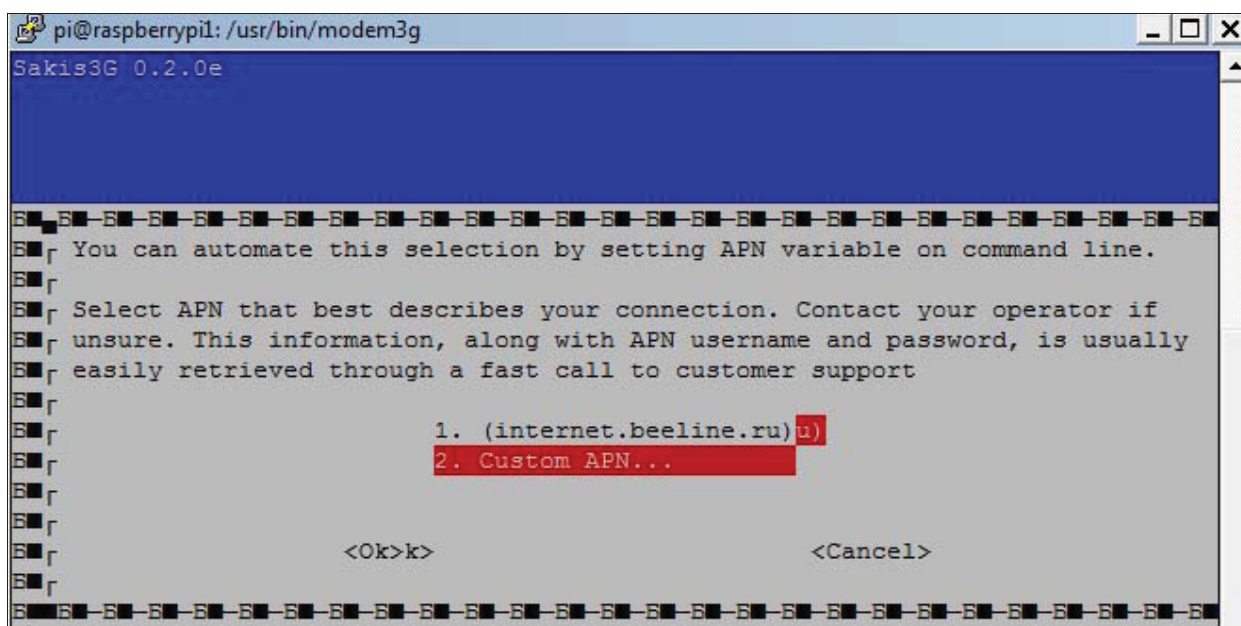 pi@raspberrypi1: /usr/bin/modem3g
Sakis3G 0.2.0e
You can automate this selection by setting APN variable on command line.
Select APN that best describes your connection. Contact your operator if
unsure. This information, along with APN username and password, is usually
easily retrieved through a fast call to customer support
1. (internet.beeline.ru)u)
2. Custom APN...
<Ok>k> <Cancel>